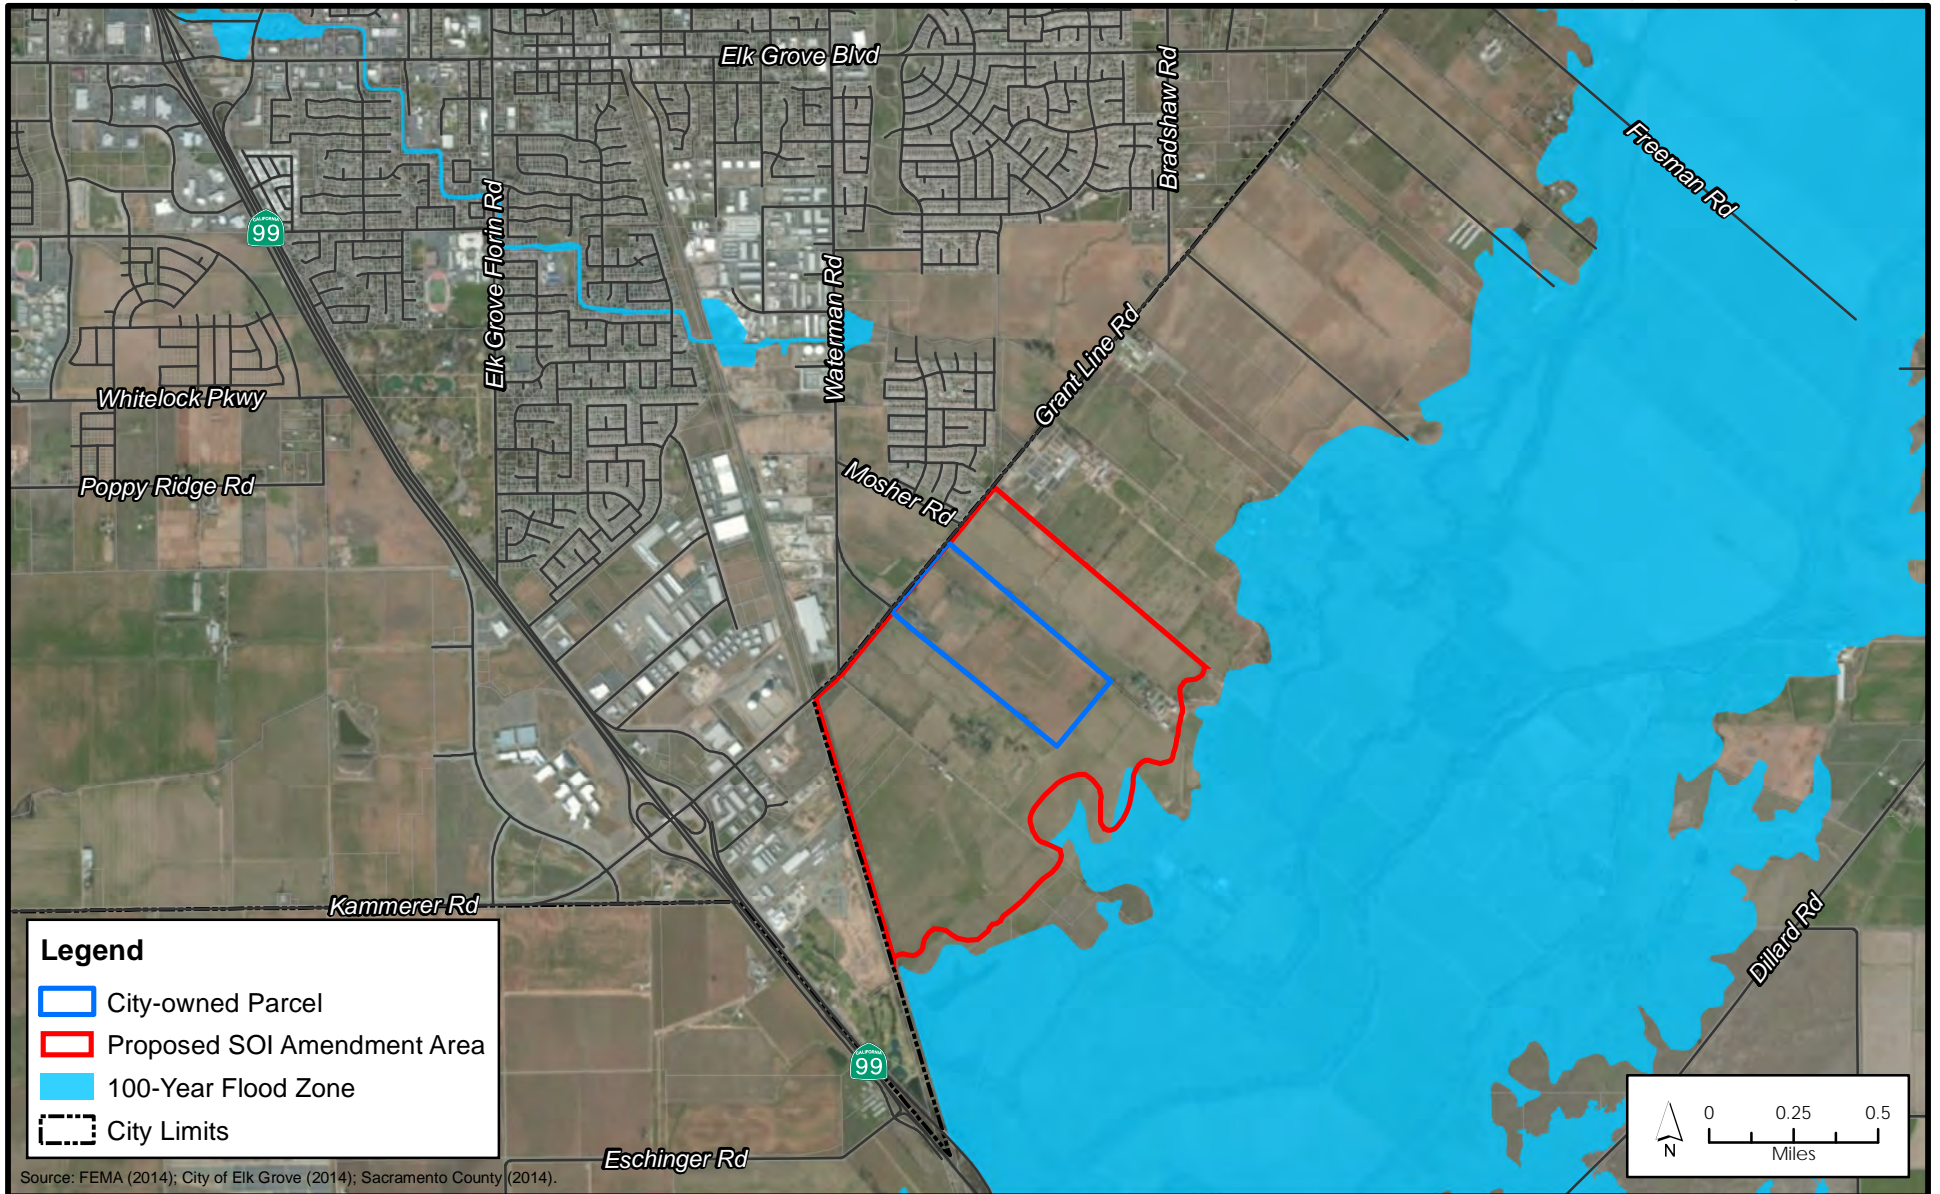 Elk Grove Blvd
Bradshaw Rd
Freeman Rd
CALIFORNIA
99
Elk Grove Florin Rd
Waterman Rd
Grant Line Rd
Whitelock Pkwy
Poppy Ridge Rd
Mosher Rd
Kammerer Rd
Dillard Rd
CALIFORNIA
99
Eschinger Rd
Legend
City-owned Parcel
Proposed SOI Amendment Area
100-Year Flood Zone
City Limits
Source: FEMA (2014); City of Elk Grove (2014); Sacramento County (2014).
0 0.25 0.5
Miles
N